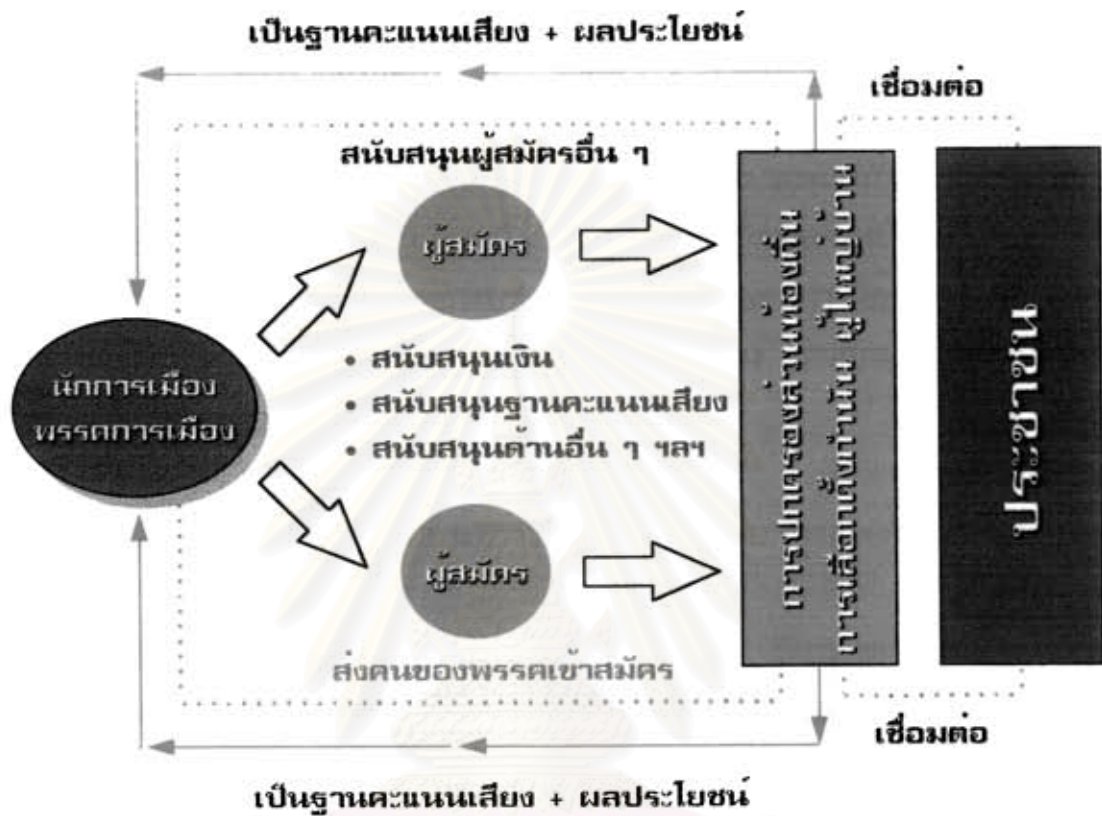 เป็นฐานคะแนนเสียง + ผลประโยชน์
เชื่อมต่อ
สนับสนุนผู้สมัครอื่น ๆ
ผู้สมัคร
นักการเมือง
พรรคการเมือง
• สนับสนุนเงิน
• สนับสนุนฐานคะแนนเสียง
• สนับสนุนด้านอื่น ๆ ฯลฯ
ผู้สมัคร
ส่งคนของพรรคเข้าสมัคร
การปกครองส่วนท้องถิ่น
การเลือกตั้งกำนัน ผู้ใหญ่บ้าน
ประชาชน
เชื่อมต่อ
เป็นฐานคะแนนเสียง + ผลประโยชน์